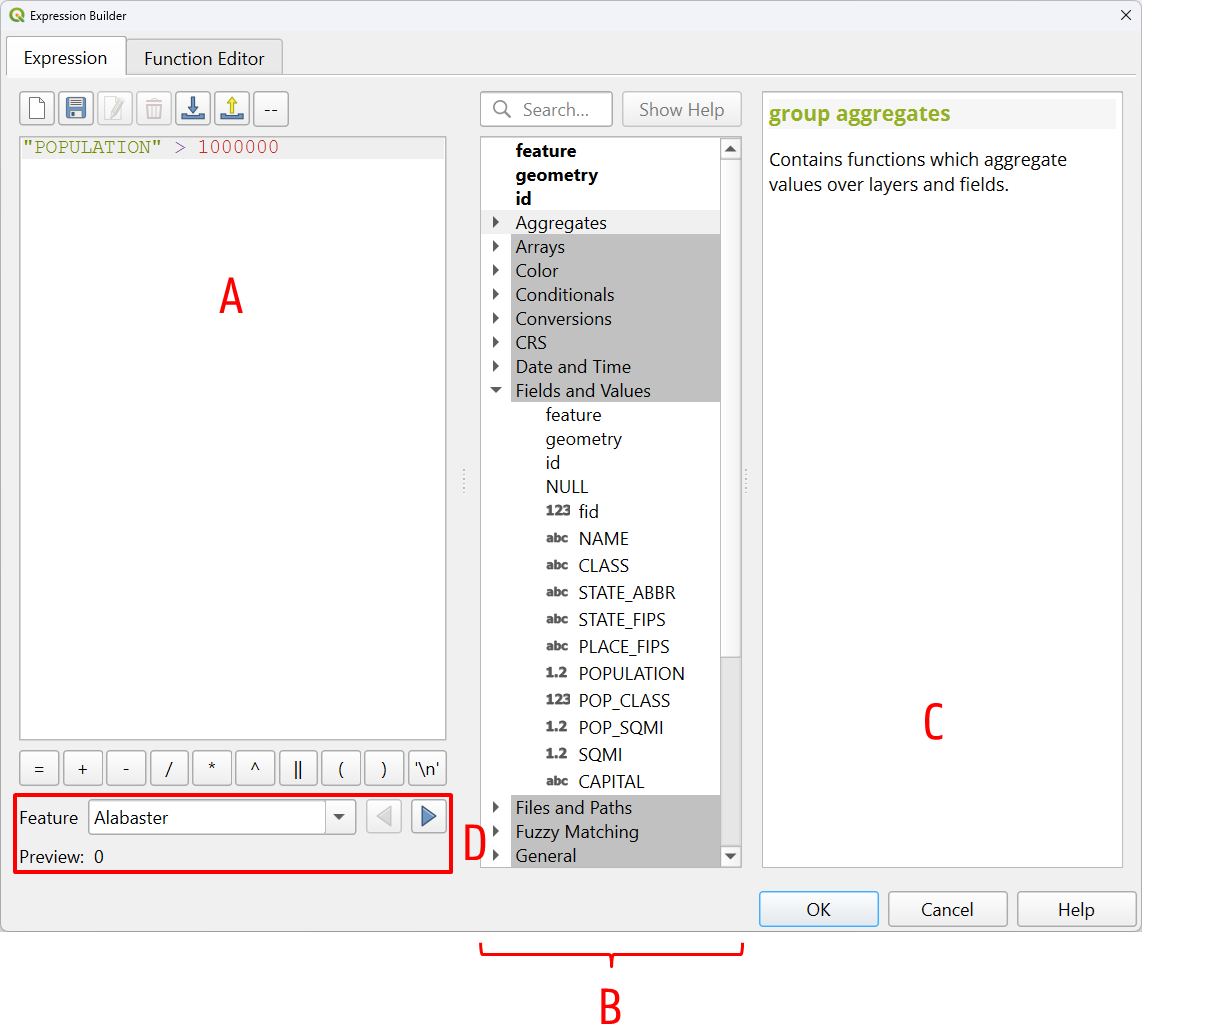 Expression Builder
Expression
Function Editor
--
Search...
Show Help
"POPULATION" > 1000000
A
= + - / * ^ || ( ) '\n'
Feature Alabaster
Preview: 0
D
feature
geometry
id
Aggregates
Arrays
Color
Conditionals
Conversions
CRS
Date and Time
Fields and Values
feature
geometry
id
NULL
123 fid
abc NAME
abc CLASS
abc STATE_ABBR
abc STATE_FIPS
abc PLACE_FIPS
1.2 POPULATION
123 POP_CLASS
1.2 POP_SQMI
1.2 SQMI
abc CAPITAL
Files and Paths
Fuzzy Matching
General
group aggregates
Contains functions which aggregate
values over layers and fields.
C
OK
Cancel
Help
B